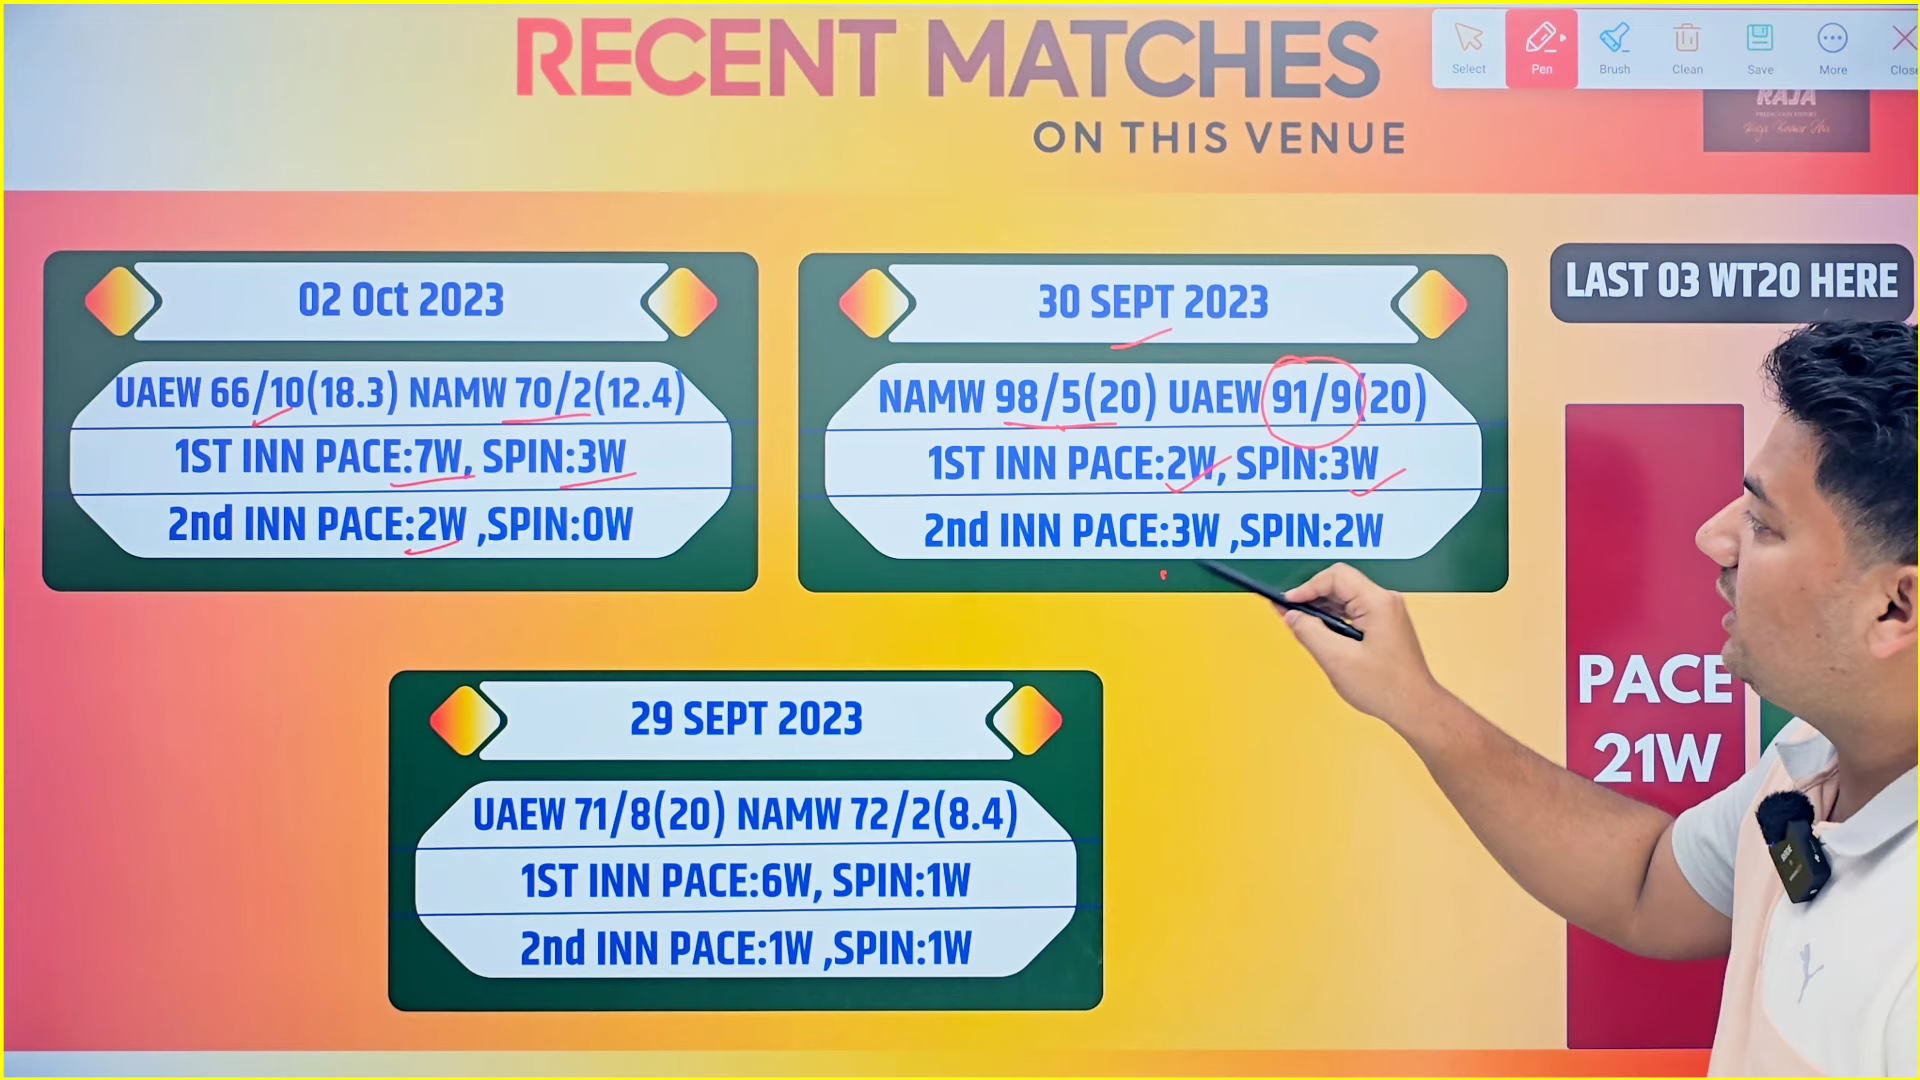 RECENT MATCHES
ON THIS VENUE
Select
Pen
Brush
Clean
Save
More
Close
RAJA
02 Oct 2023
UAEW 66/10(18.3) NAMW 70/2(12.4)
1ST INN PACE:7W, SPIN:3W
2nd INN PACE:2W ,SPIN:0W
30 SEPT 2023
NAMW 98/5(20) UAEW 91/9(20)
1ST INN PACE:2W, SPIN:3W
2nd INN PACE:3W ,SPIN:2W
29 SEPT 2023
UAEW 71/8(20) NAMW 72/2(8.4)
1ST INN PACE:6W, SPIN:1W
2nd INN PACE:1W ,SPIN:1W
LAST 03 WT20 HERE
PACE
21W